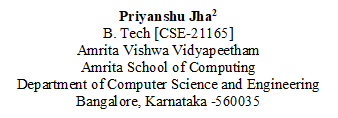 Priyanshu Jha²
B. Tech [CSE-21165]
Amrita Vishwa Vidyapeetham
Amrita School of Computing
Department of Computer Science and Engineering
Bangalore, Karnataka -560035